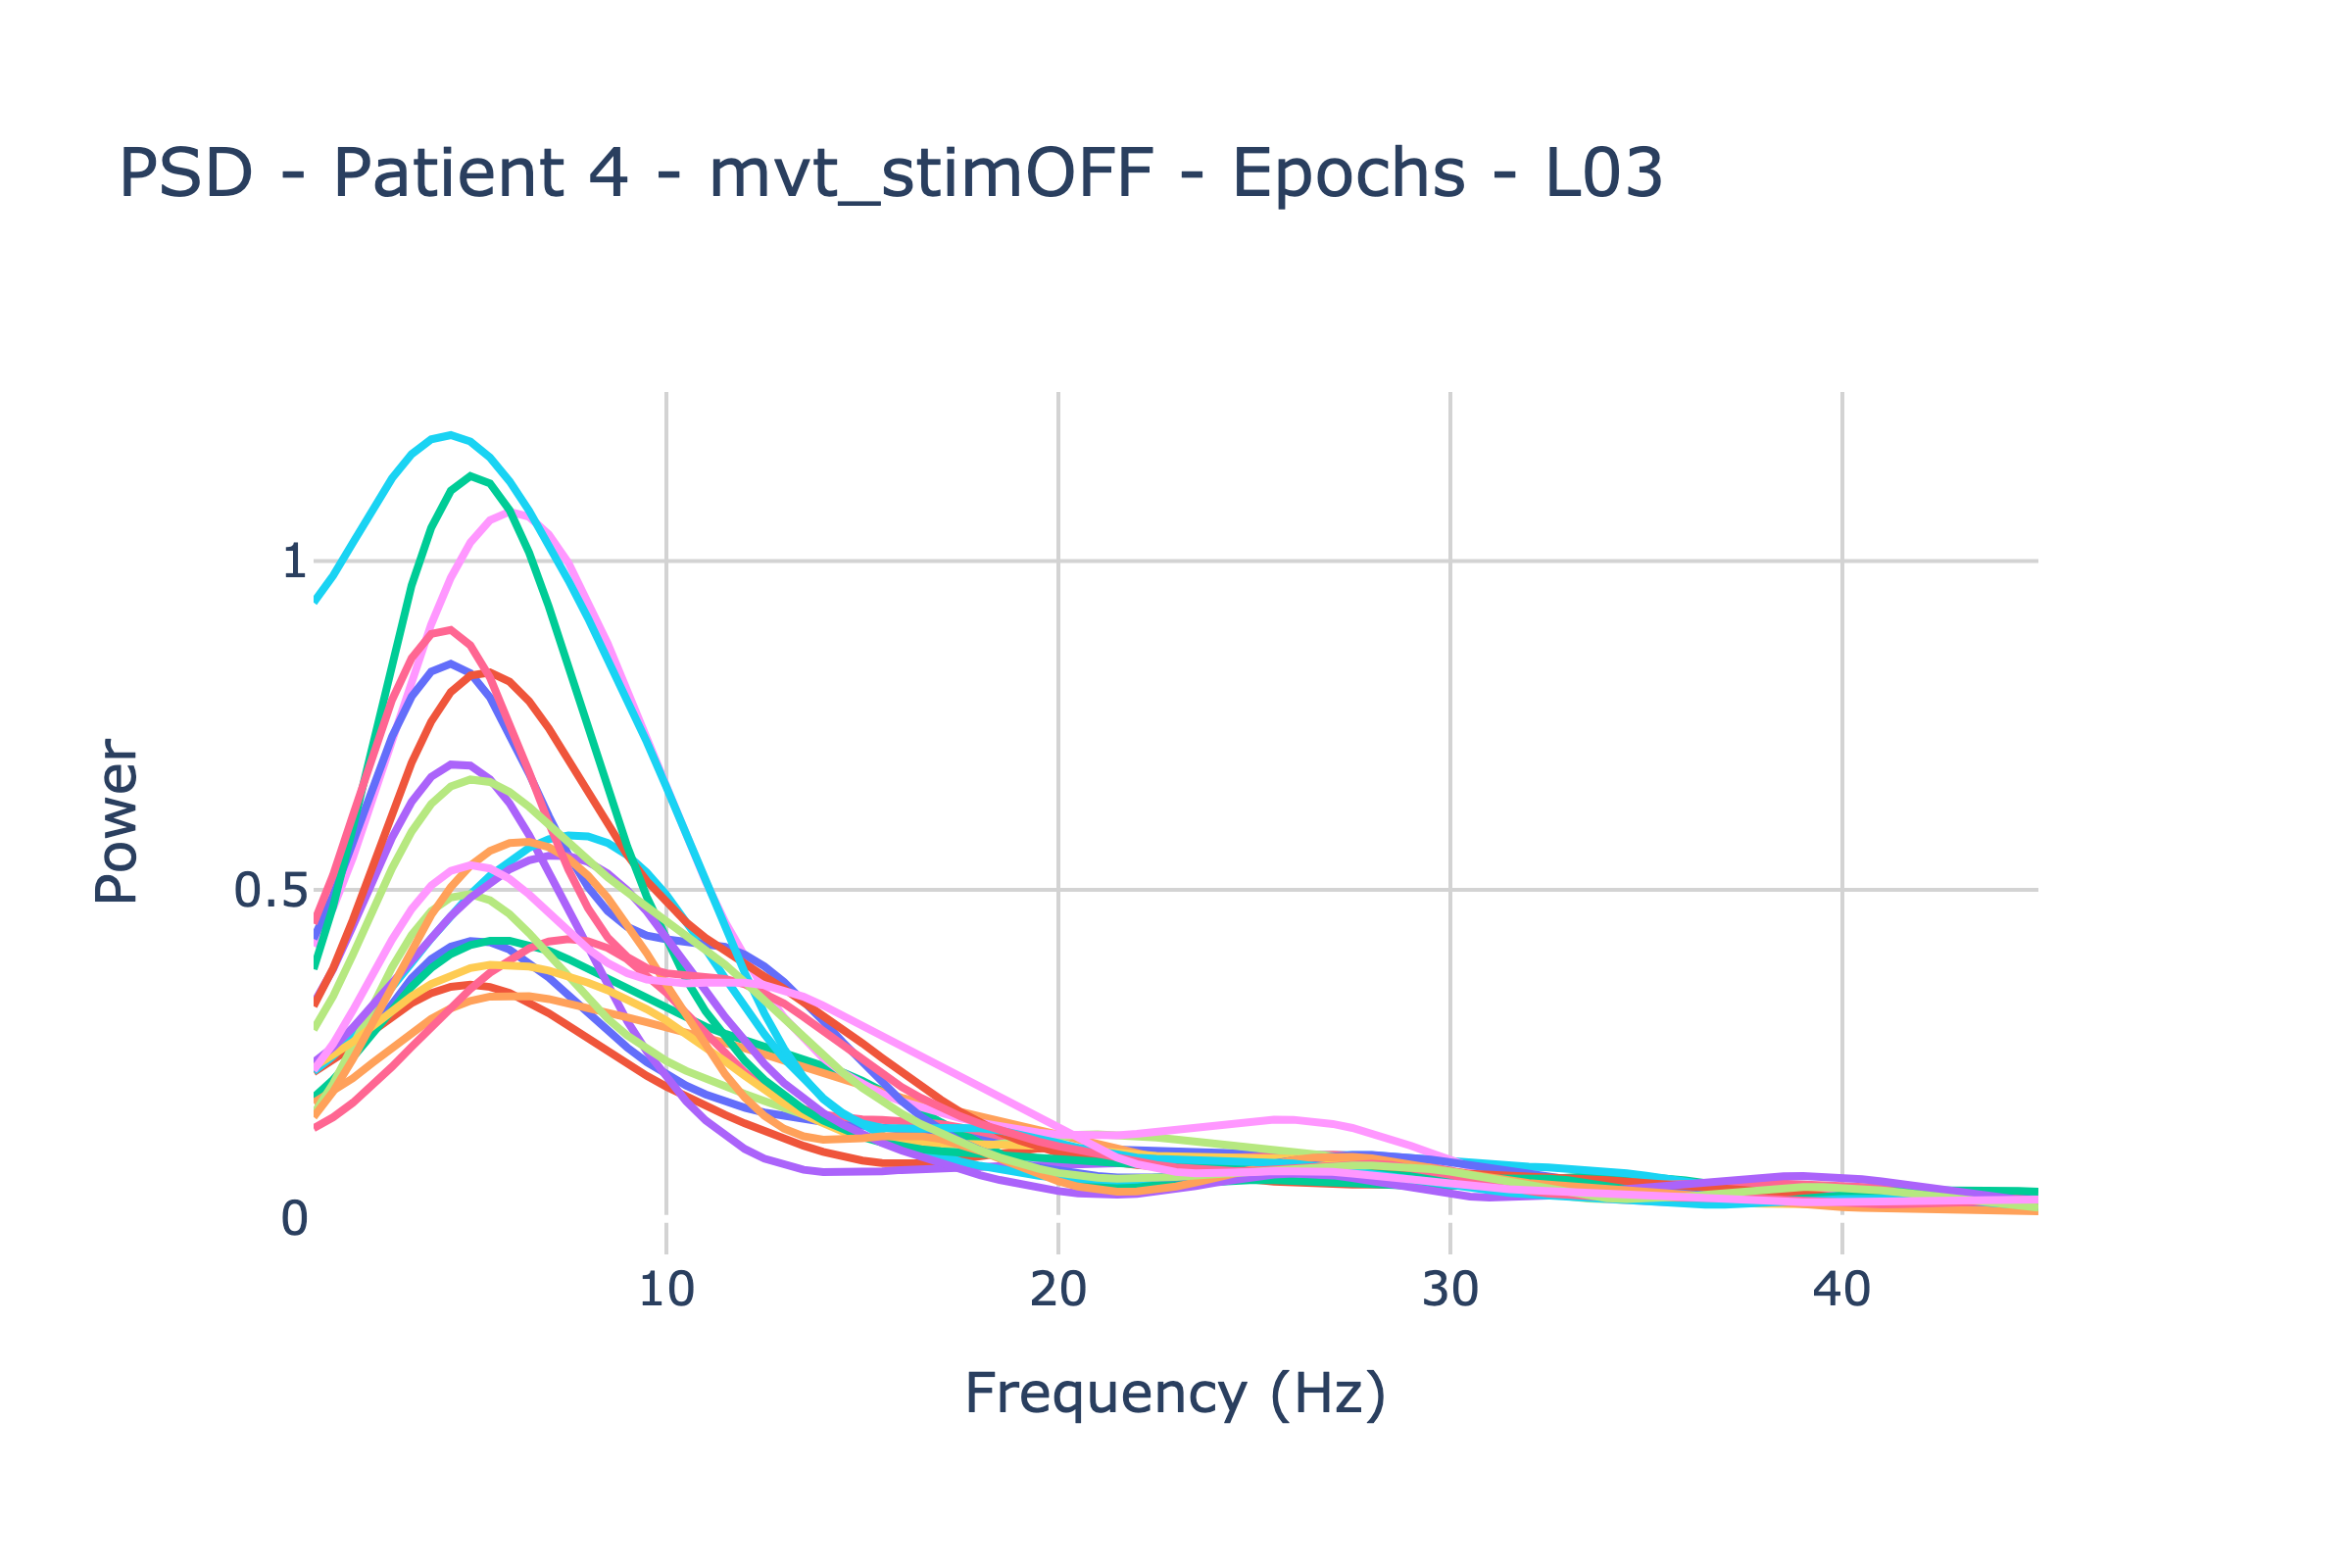 PSD - Patient 4 - mvt_stimOFF - Epochs - L03
1
0.5
0
Power
10 20 30 40
Frequency (Hz)